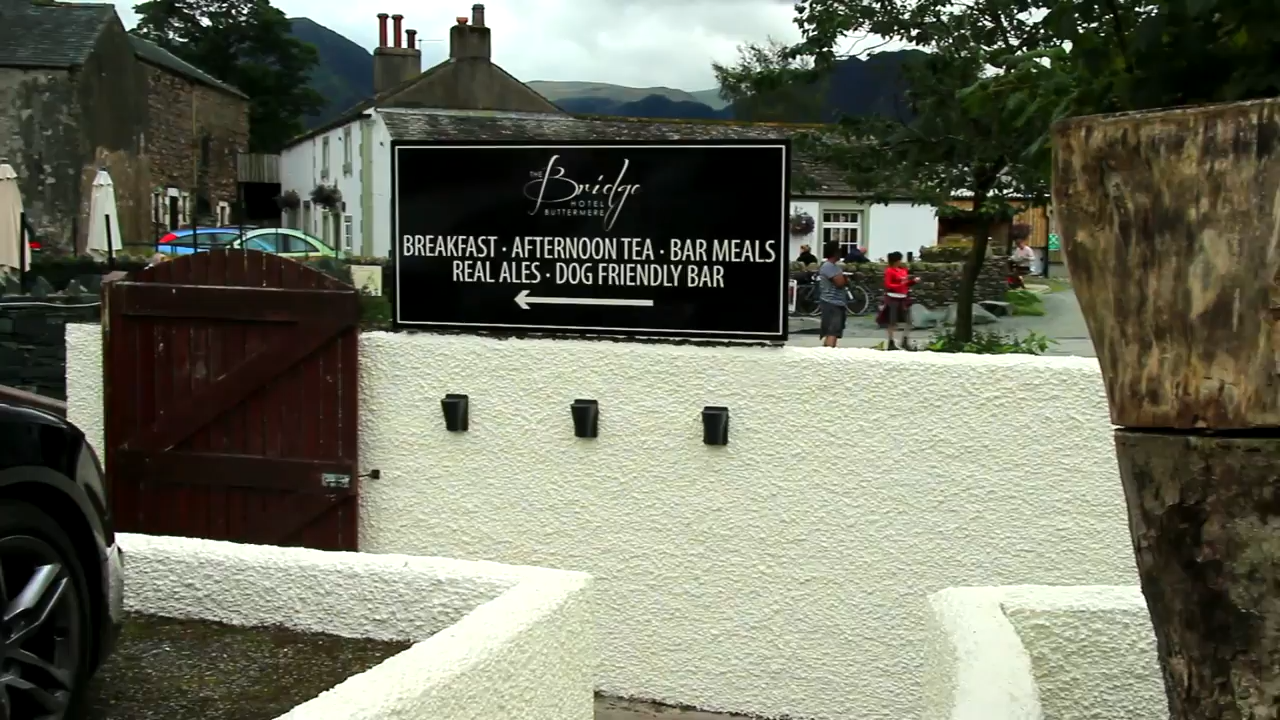 THE
Bridge
HOTEL
BUTTERMERE
BREAKFAST · AFTERNOON TEA · BAR MEALS
REAL ALES · DOG FRIENDLY BAR